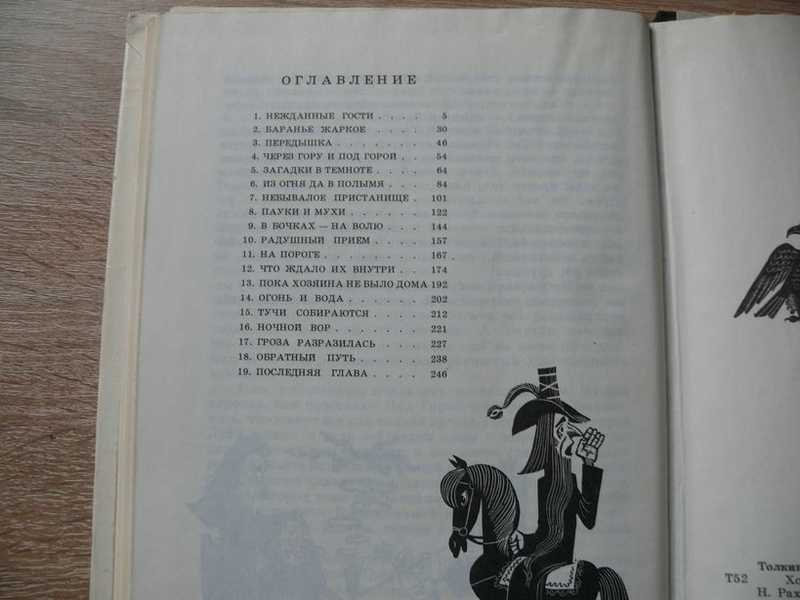 ОГЛАВЛЕНИЕ
1. НЕЖДАННЫЕ ГОСТИ . . . . 5
2. БАРАНЬЕ ЖАРКОЕ . . . . 30
3. ПЕРЕДЫШКА . . . . . . . 46
4. ЧЕРЕЗ ГОРУ И ПОД ГОРОЙ . . 54
5. ЗАГАДКИ В ТЕМНОТЕ . . . . 64
6. ИЗ ОГНЯ ДА В ПОЛЫМЯ . . . 84
7. НЕБЫВАЛОЕ ПРИСТАНИЩЕ . 101
8. ПАУКИ И МУХИ . . . . . . 122
9. В БОЧКАХ — НА ВОЛЮ . . . 144
10. РАДУШНЫЙ ПРИЕМ . . . . 157
11. НА ПОРОГЕ . . . . . . . . 167
12. ЧТО ЖДАЛО ИХ ВНУТРИ . . 174
13. ПОКА ХОЗЯИНА НЕ БЫЛО ДОМА 192
14. ОГОНЬ И ВОДА . . . . . . 202
15. ТУЧИ СОБИРАЮТСЯ . . . . 212
16. НОЧНОЙ ВОР . . . . . . . 221
17. ГРОЗА РАЗРАЗИЛАСЬ . . . 227
18. ОБРАТНЫЙ ПУТЬ . . . . . 238
19. ПОСЛЕДНЯЯ ГЛАВА . . . . 246
Толки
Т52 Хо
Н. Рах